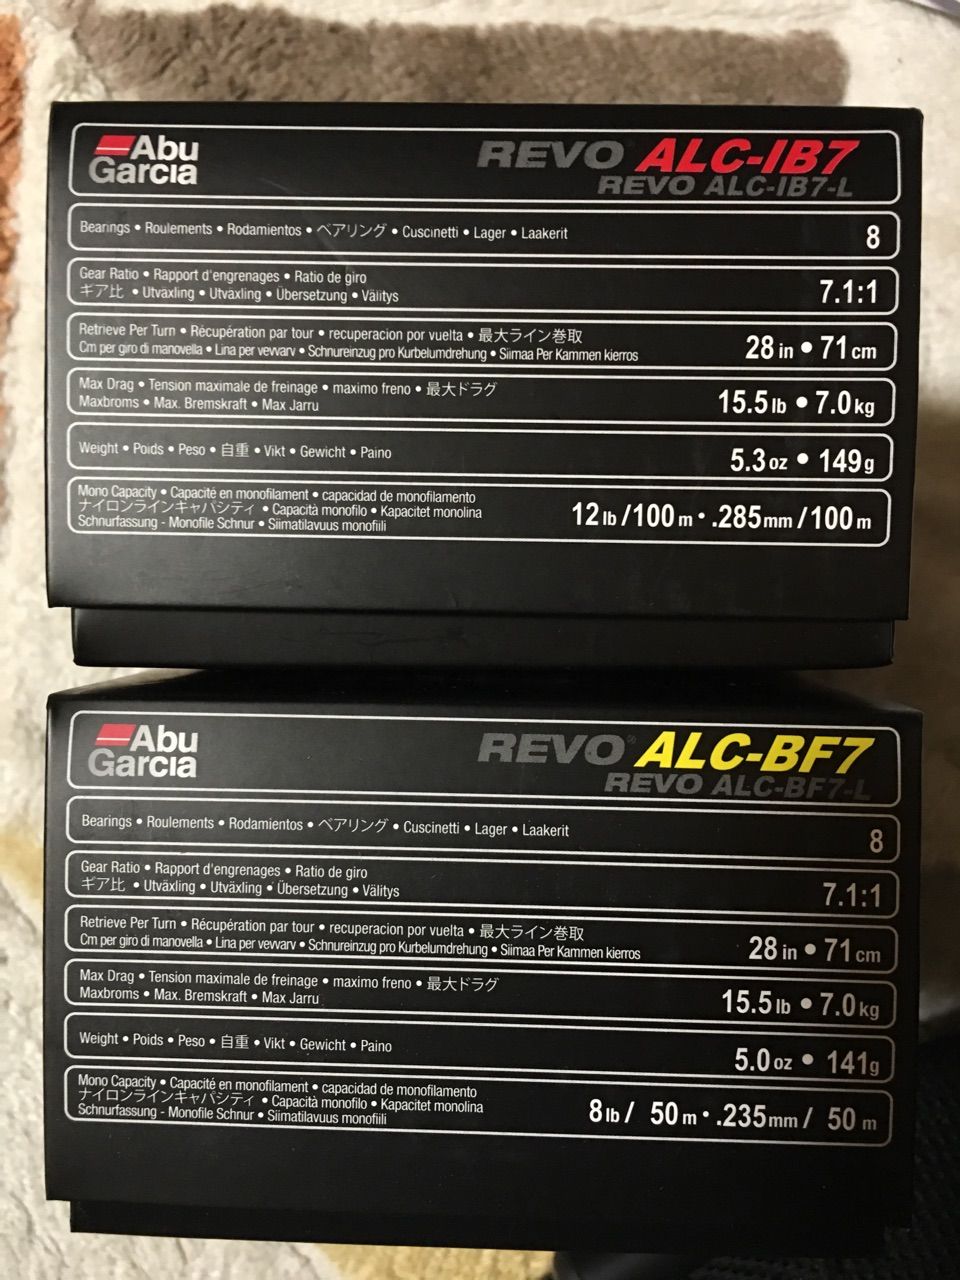 Abu Garcia
REVO ALC-IB7
REVO ALC-IB7-L
Bearings • Roulements • Rodamientos • ベアリング • Cuscinetti • Lager • Laakerit
8
Gear Ratio • Rapport d'engrenages • Ratio de giro
ギア比 • Utväxling • Utväxling • Übersetzung • Välitys
7.1:1
Retrieve Per Turn • Récupération par tour • recuperacion por vuelta • 最大ライン巻取
Cm per giro di manovella • Lina per vevvarv • Schnureinzug pro Kurbelumdrehung • Siimaa Per Kammen kierros
28 in • 71 cm
Max Drag • Tension maximale de freinage • maximo freno • 最大ドラグ
Maxbroms • Max. Bremskraft • Max Jarru
15.5 lb • 7.0 kg
Weight • Poids • Peso • 自重 • Vikt • Gewicht • Paino
5.3 oz • 149 g
Mono Capacity • Capacité en monofilament • capacidad de monofilamento
ナイロンラインキャパシティ • Capacità monofilo • Kapacitet monolina
Schnurfassung - Monofile Schnur • Siimatilavuus monofiili
12 lb /100 m • .285 mm /100 m
Abu Garcia
REVO ALC-BF7
REVO ALC-BF7-L
Bearings • Roulements • Rodamientos • ベアリング • Cuscinetti • Lager • Laakerit
8
Gear Ratio • Rapport d'engrenages • Ratio de giro
ギア比 • Utväxling • Utväxling • Übersetzung • Välitys
7.1:1
Retrieve Per Turn • Récupération par tour • recuperacion por vuelta • 最大ライン巻取
Cm per giro di manovella • Lina per vevvarv • Schnureinzug pro Kurbelumdrehung • Siimaa Per Kammen kierros
28 in • 71 cm
Max Drag • Tension maximale de freinage • maximo freno • 最大ドラグ
Maxbroms • Max. Bremskraft • Max Jarru
15.5 lb • 7.0 kg
Weight • Poids • Peso • 自重 • Vikt • Gewicht • Paino
5.0 oz • 141 g
Mono Capacity • Capacité en monofilament • capacidad de monofilamento
ナイロンラインキャパシティ • Capacità monofilo • Kapacitet monolina
Schnurfassung - Monofile Schnur • Siimatilavuus monofiili
8 lb / 50 m • .235 mm / 50 m